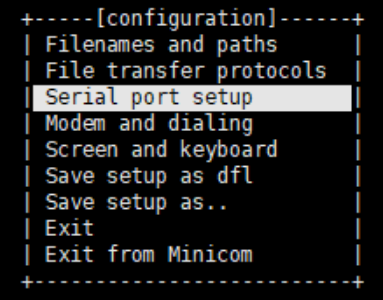 +-----[configuration]------+
| Filenames and paths      |
| File transfer protocols  |
| Serial port setup        |
| Modem and dialing        |
| Screen and keyboard      |
| Save setup as dfl        |
| Save setup as..          |
| Exit                     |
| Exit from Minicom        |
+--------------------------+